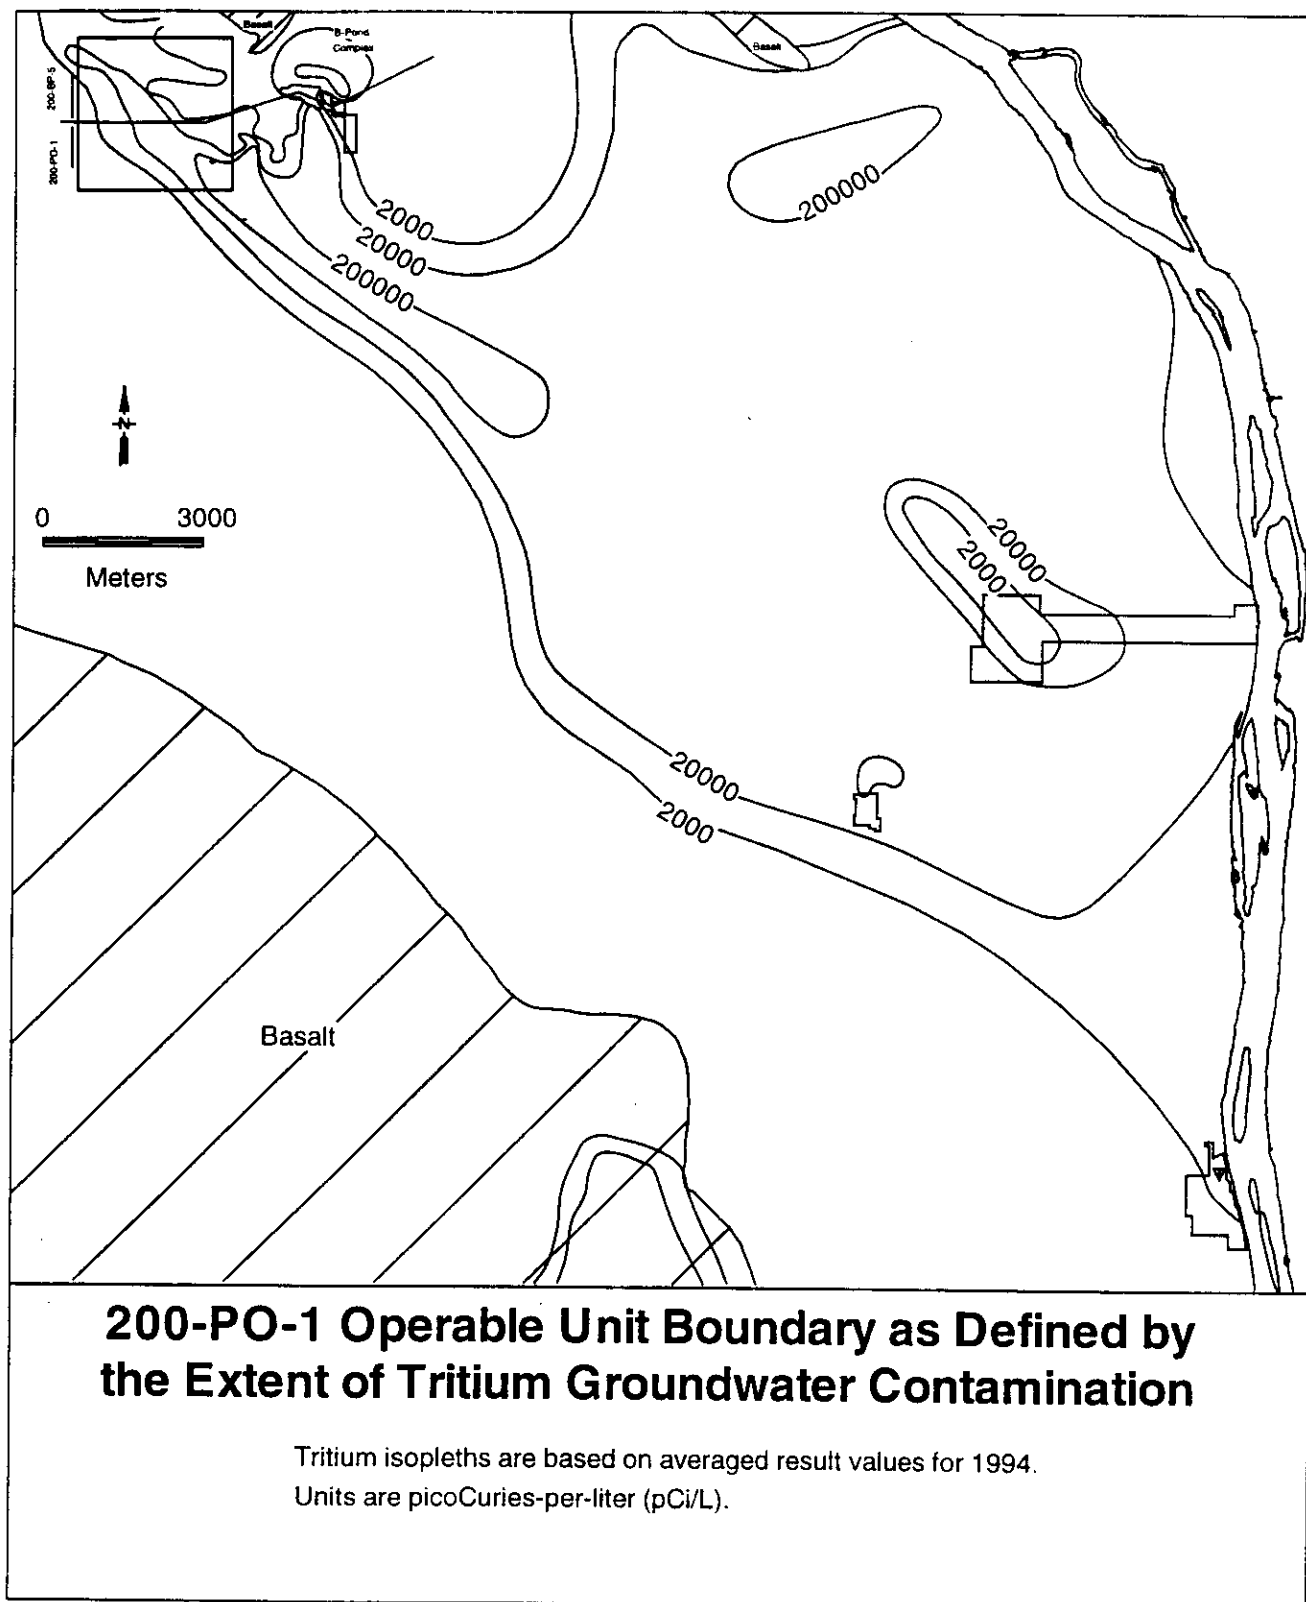 Basalt
B-Pond
Complex
Basalt
200-BP-5
200-PO-1
200000
2000
20000
200000
N
0 3000
Meters
20000
2000
20000
2000
Basalt
200-PO-1 Operable Unit Boundary as Defined by
the Extent of Tritium Groundwater Contamination
Tritium isopleths are based on averaged result values for 1994.
Units are picoCuries-per-liter (pCi/L).